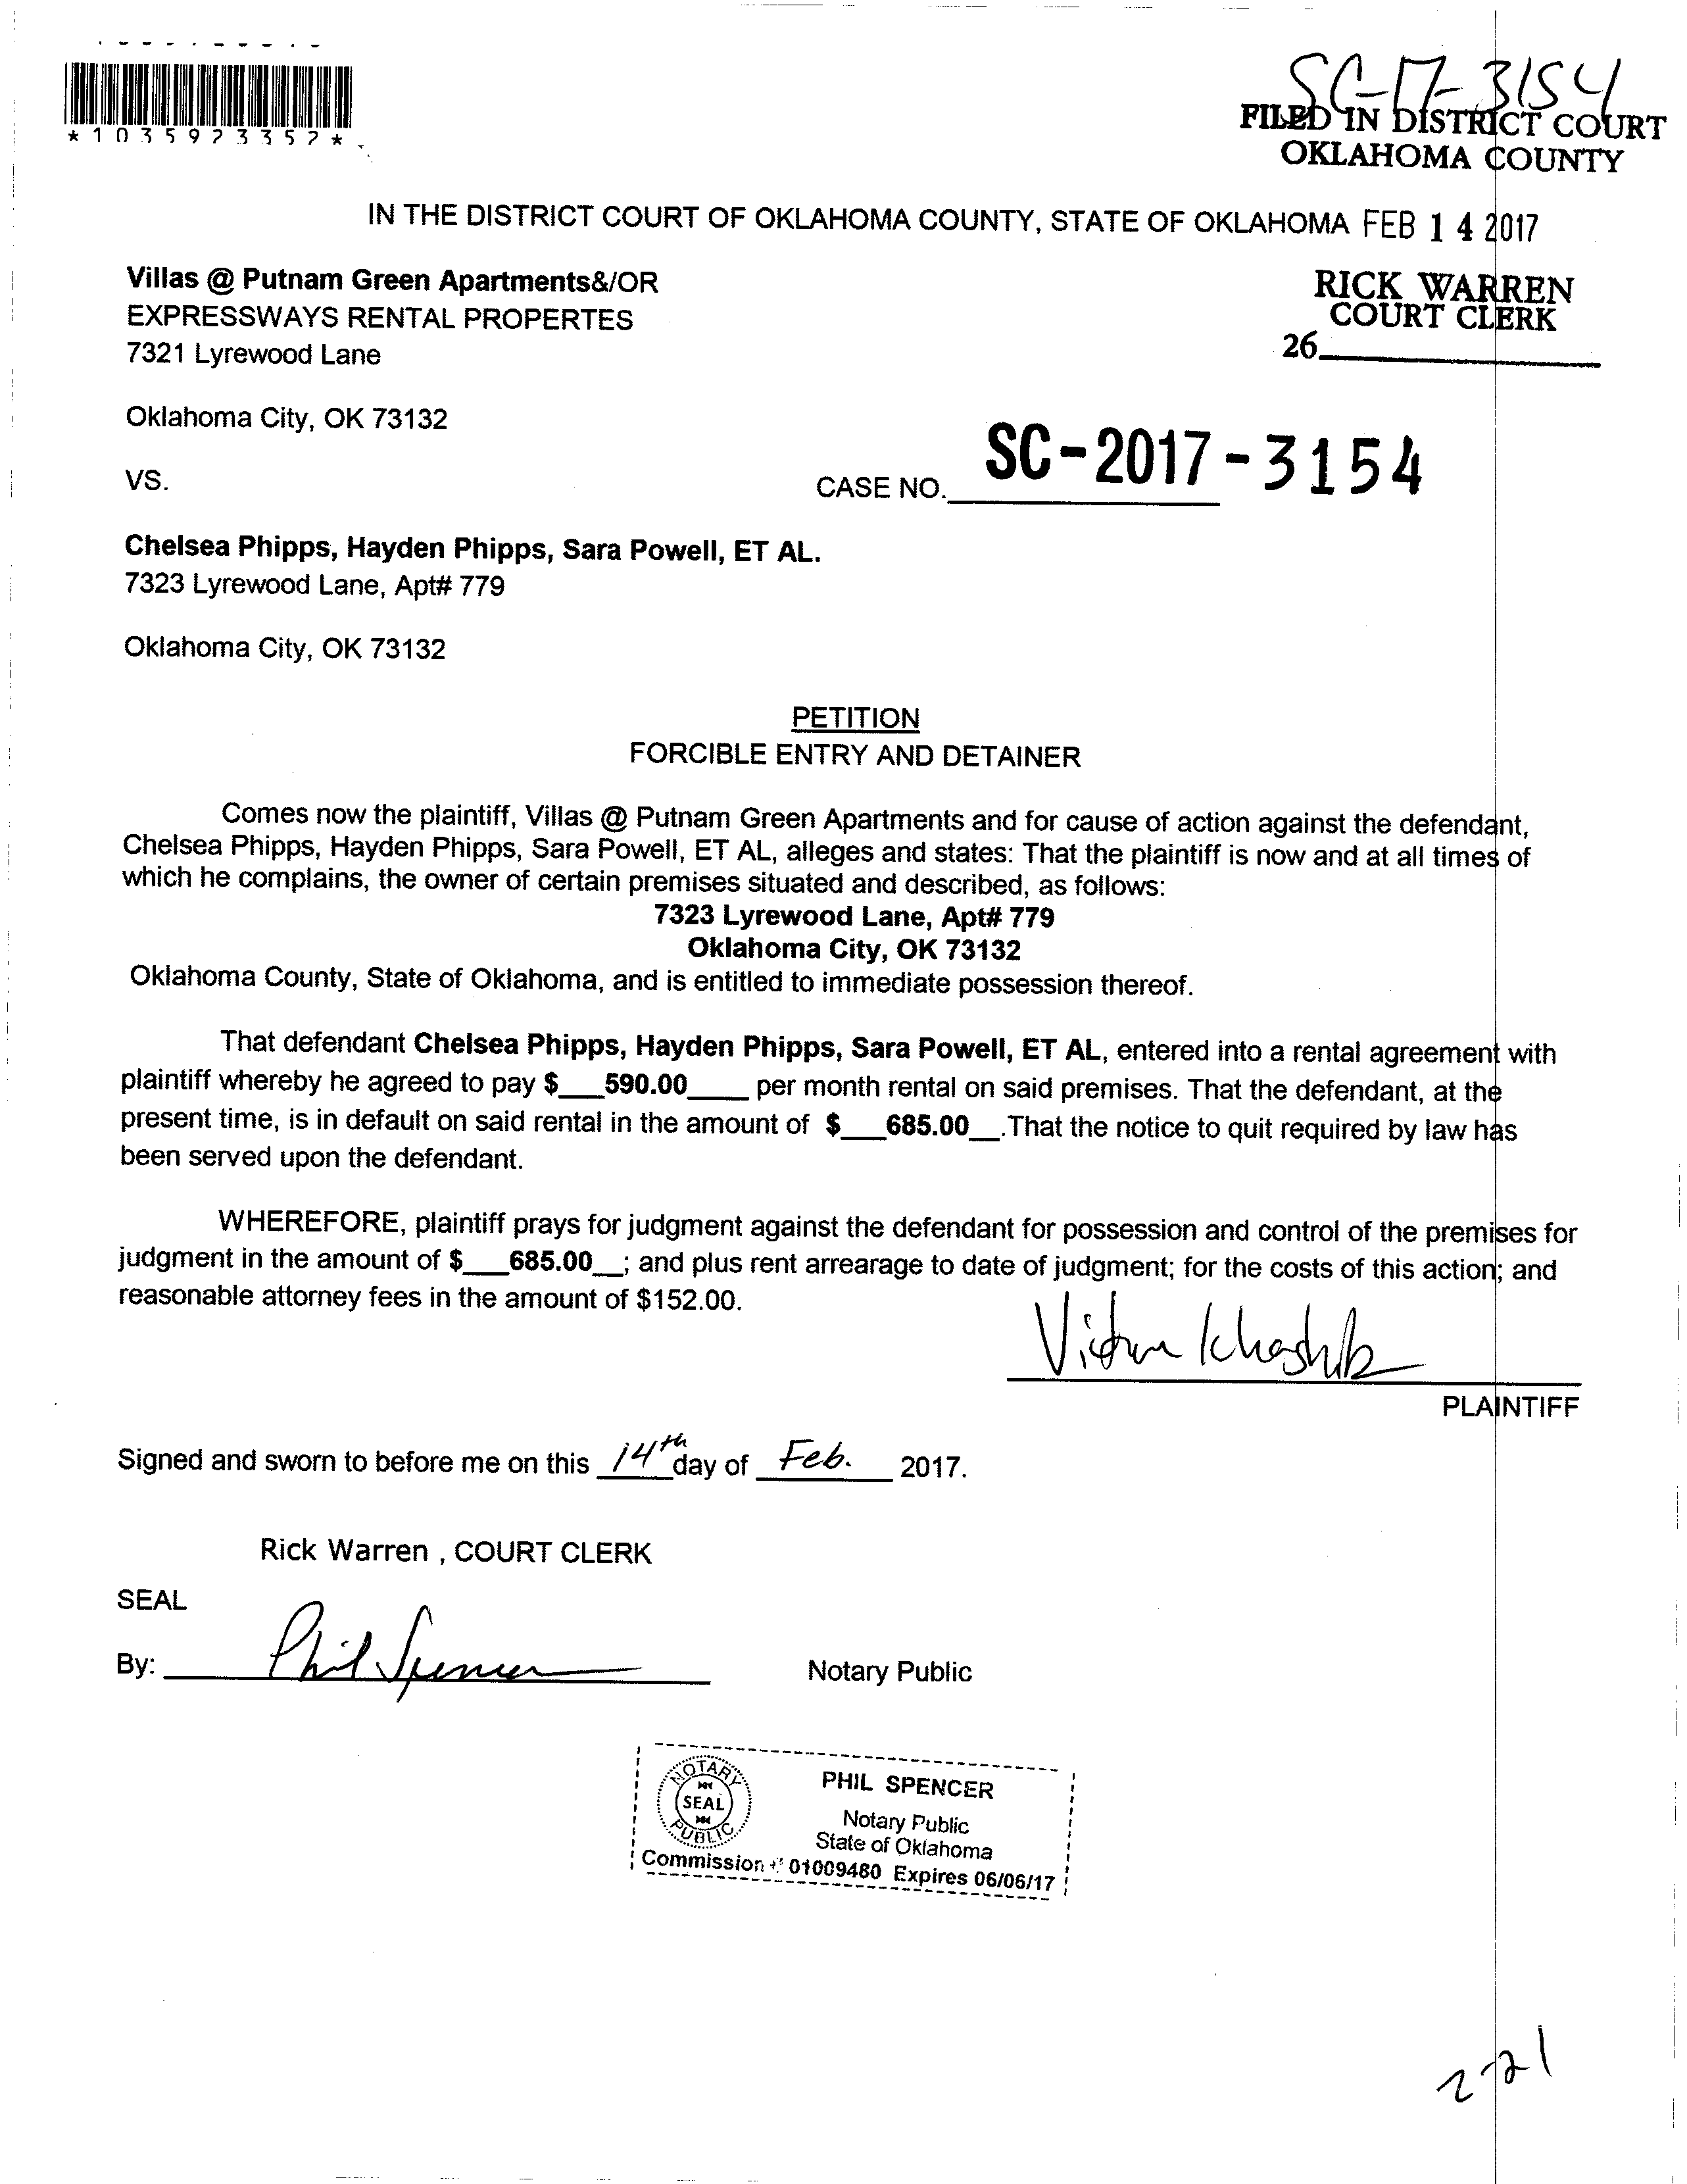 *1035923352*
SC-17-3154
FILED IN DISTRICT COURT
OKLAHOMA COUNTY
IN THE DISTRICT COURT OF OKLAHOMA COUNTY, STATE OF OKLAHOMA FEB 14 2017
Villas @ Putnam Green Apartments&/OR
EXPRESSWAYS RENTAL PROPERTES
7321 Lyrewood Lane
RICK WARREN
COURT CLERK
26
Oklahoma City, OK 73132
VS.
CASE NO. SC-2017-3154
Chelsea Phipps, Hayden Phipps, Sara Powell, ET AL.
7323 Lyrewood Lane, Apt# 779
Oklahoma City, OK 73132
PETITION
FORCIBLE ENTRY AND DETAINER
Comes now the plaintiff, Villas @ Putnam Green Apartments and for cause of action against the defendant,
Chelsea Phipps, Hayden Phipps, Sara Powell, ET AL, alleges and states: That the plaintiff is now and at all times of
which he complains, the owner of certain premises situated and described, as follows:
7323 Lyrewood Lane, Apt# 779
Oklahoma City, OK 73132
Oklahoma County, State of Oklahoma, and is entitled to immediate possession thereof.
That defendant Chelsea Phipps, Hayden Phipps, Sara Powell, ET AL, entered into a rental agreement with
plaintiff whereby he agreed to pay $___590.00____ per month rental on said premises. That the defendant, at the
present time, is in default on said rental in the amount of $___685.00__.That the notice to quit required by law has
been served upon the defendant.
WHEREFORE, plaintiff prays for judgment against the defendant for possession and control of the premises for
judgment in the amount of $___685.00__; and plus rent arrearage to date of judgment; for the costs of this action; and
reasonable attorney fees in the amount of $152.00.
PLAINTIFF
Signed and sworn to before me on this 14th day of Feb. 2017.
Rick Warren , COURT CLERK
SEAL
By: Phil Spencer Notary Public
NOTARY PUBLIC SEAL
PHIL SPENCER
Notary Public
State of Oklahoma
Commission # 01009480 Expires 06/06/17
2-21